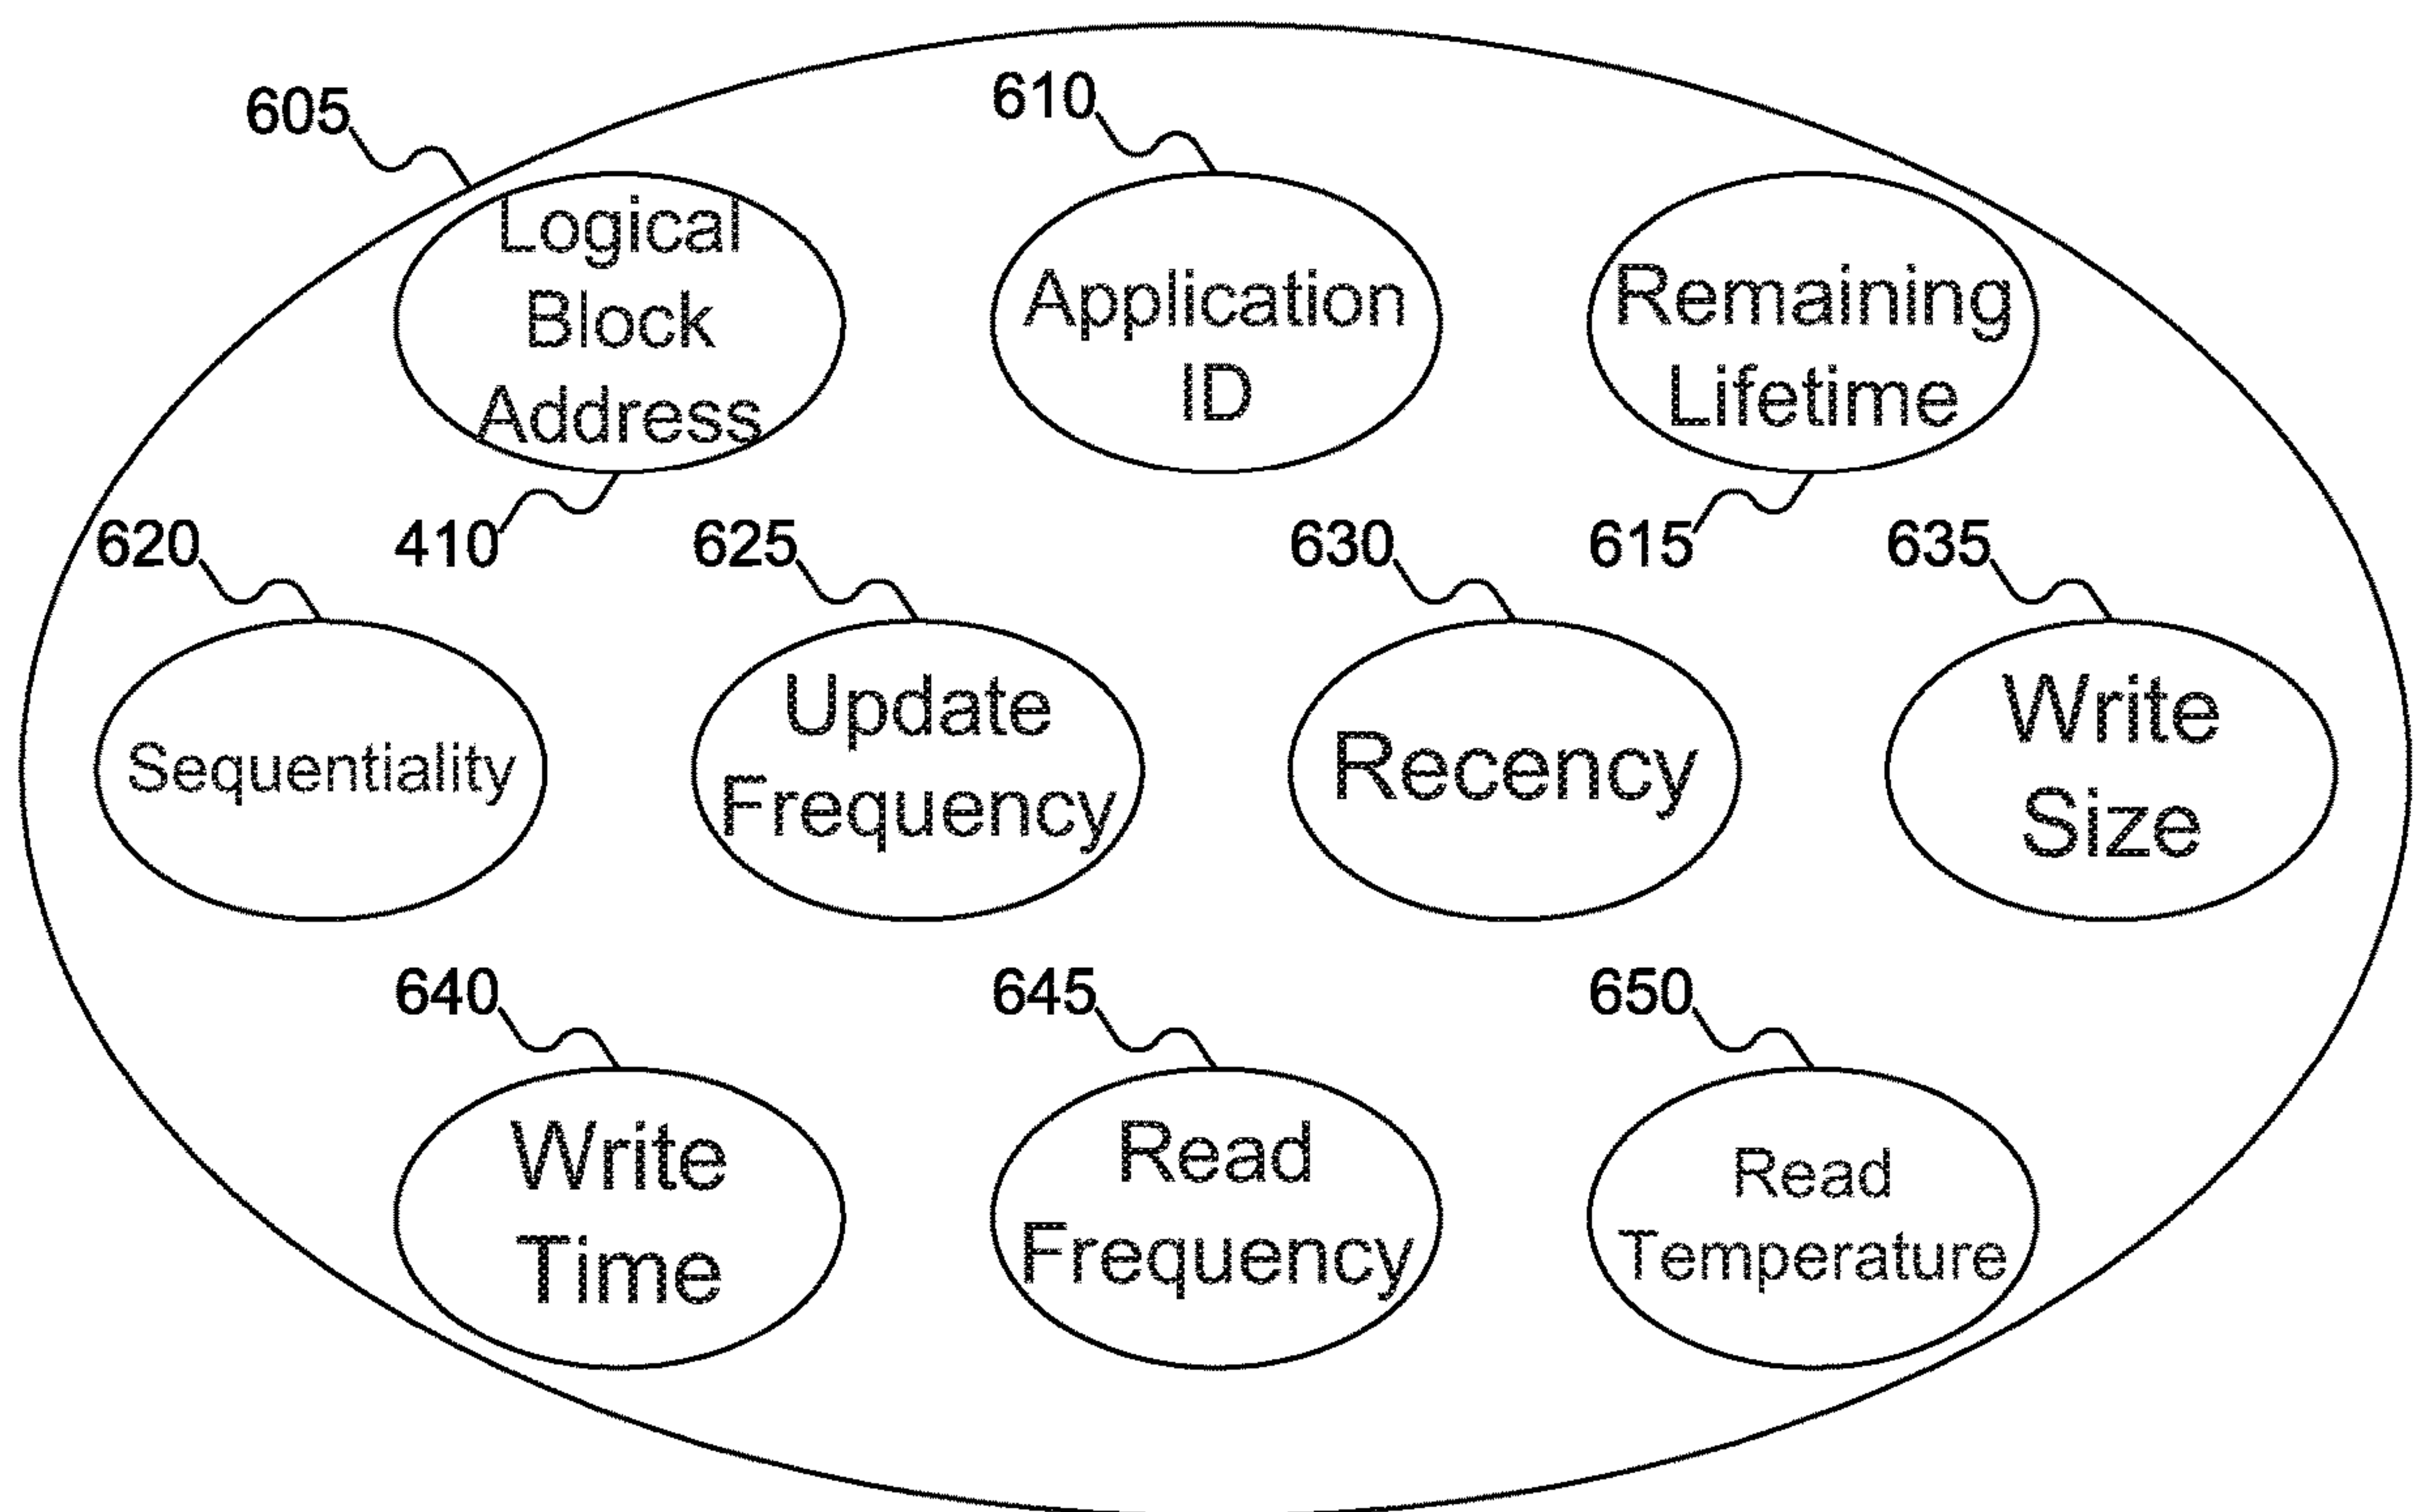 605
610
Logical
Block
Address
Application
ID
Remaining
Lifetime
620
410
625
630
615
635
Sequentiality
Update
Frequency
Recency
Write
Size
640
645
650
Write
Time
Read
Frequency
Read
Temperature